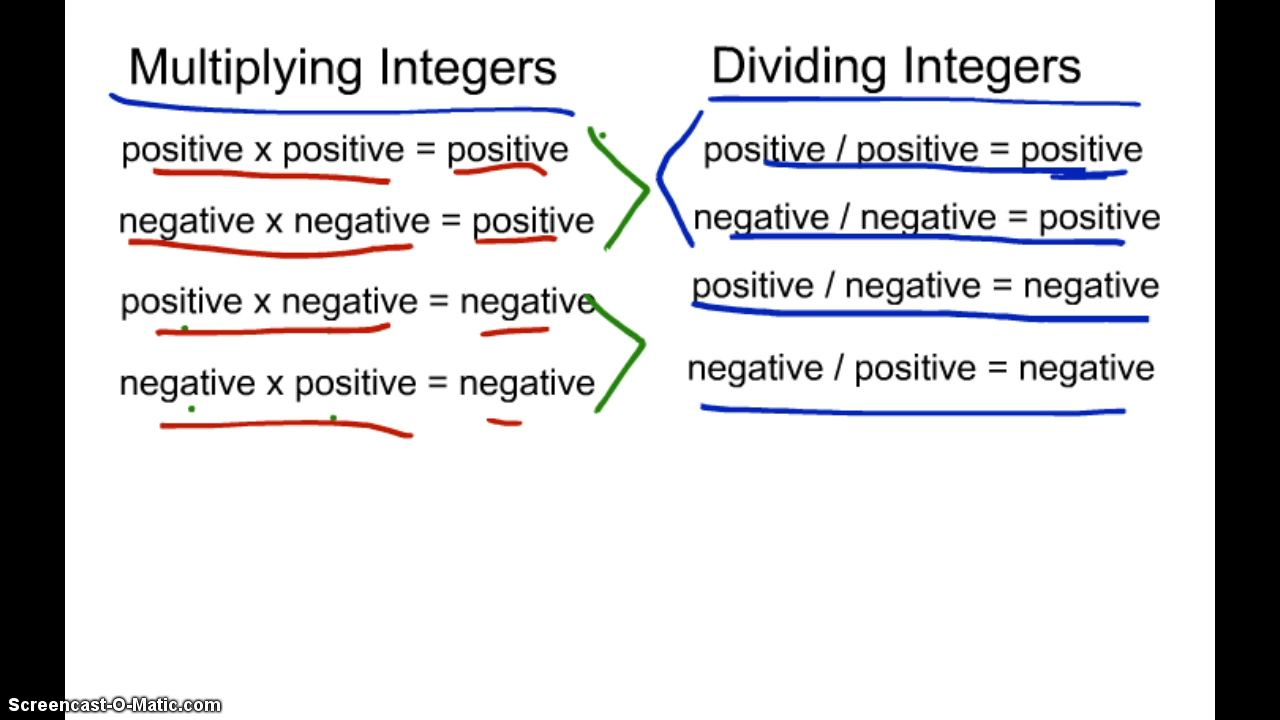 Multiplying Integers
positive x positive = positive
negative x negative = positive
positive x negative = negative
negative x positive = negative
Dividing Integers
positive / positive = positive
negative / negative = positive
positive / negative = negative
negative / positive = negative
Screencast-O-Matic.com